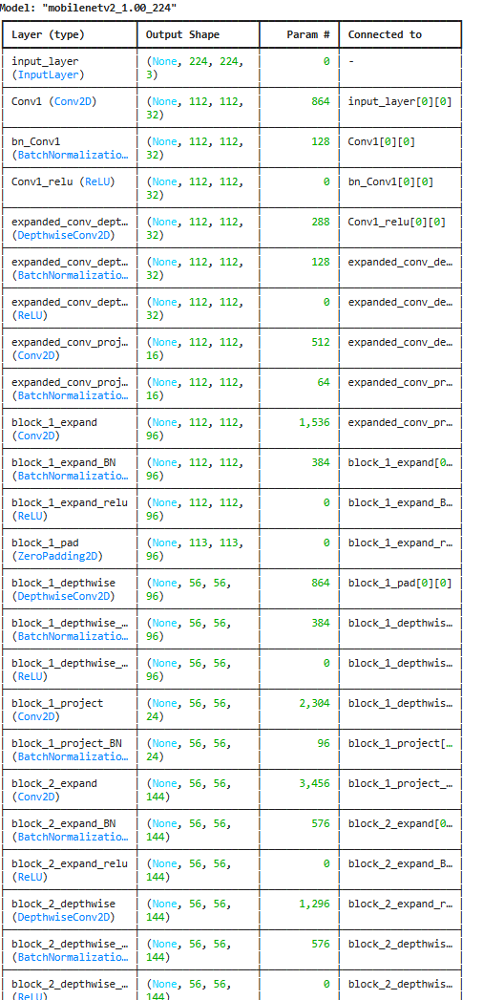 Model: "mobilenetv2_1.00_224"
Layer (type) Output Shape Param # Connected to
input_layer (None, 224, 224, 0 -
(InputLayer) 3)
Conv1 (Conv2D) (None, 112, 112, 864 input_layer[0][0]
32)
bn_Conv1 (None, 112, 112, 128 Conv1[0][0]
(BatchNormalizatio… 32)
Conv1_relu (ReLU) (None, 112, 112, 0 bn_Conv1[0][0]
32)
expanded_conv_dept… (None, 112, 112, 288 Conv1_relu[0][0]
(DepthwiseConv2D) 32)
expanded_conv_dept… (None, 112, 112, 128 expanded_conv_de…
(BatchNormalizatio… 32)
expanded_conv_dept… (None, 112, 112, 0 expanded_conv_de…
(ReLU) 32)
expanded_conv_proj… (None, 112, 112, 512 expanded_conv_de…
(Conv2D) 16)
expanded_conv_proj… (None, 112, 112, 64 expanded_conv_pr…
(BatchNormalizatio… 16)
block_1_expand (None, 112, 112, 1,536 expanded_conv_pr…
(Conv2D) 96)
block_1_expand_BN (None, 112, 112, 384 block_1_expand[0…
(BatchNormalizatio… 96)
block_1_expand_relu (None, 112, 112, 0 block_1_expand_B…
(ReLU) 96)
block_1_pad (None, 113, 113, 0 block_1_expand_r…
(ZeroPadding2D) 96)
block_1_depthwise (None, 56, 56, 864 block_1_pad[0][0]
(DepthwiseConv2D) 96)
block_1_depthwise_… (None, 56, 56, 384 block_1_depthwis…
(BatchNormalizatio… 96)
block_1_depthwise_… (None, 56, 56, 0 block_1_depthwis…
(ReLU) 96)
block_1_project (None, 56, 56, 2,304 block_1_depthwis…
(Conv2D) 24)
block_1_project_BN (None, 56, 56, 96 block_1_project[…
(BatchNormalizatio… 24)
block_2_expand (None, 56, 56, 3,456 block_1_project_…
(Conv2D) 144)
block_2_expand_BN (None, 56, 56, 576 block_2_expand[0…
(BatchNormalizatio… 144)
block_2_expand_relu (None, 56, 56, 0 block_2_expand_B…
(ReLU) 144)
block_2_depthwise (None, 56, 56, 1,296 block_2_expand_r…
(DepthwiseConv2D) 144)
block_2_depthwise_… (None, 56, 56, 576 block_2_depthwis…
(BatchNormalizatio… 144)
block_2_depthwise_… (None, 56, 56, 0 block_2_depthwis…
(ReLU) 144)